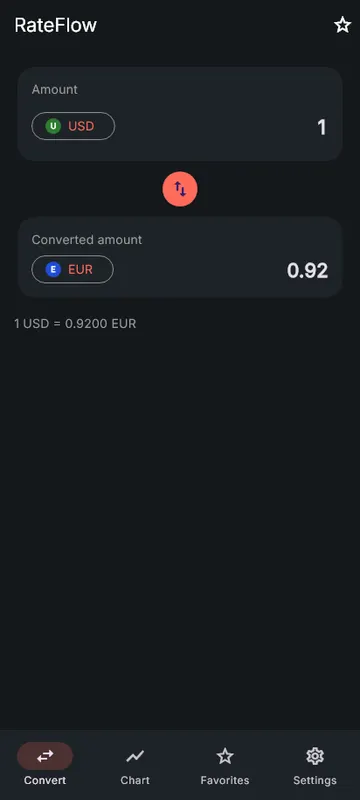 RateFlow
Amount
U USD
1
Converted amount
E EUR
0.92
1 USD = 0.9200 EUR
Convert Chart Favorites Settings